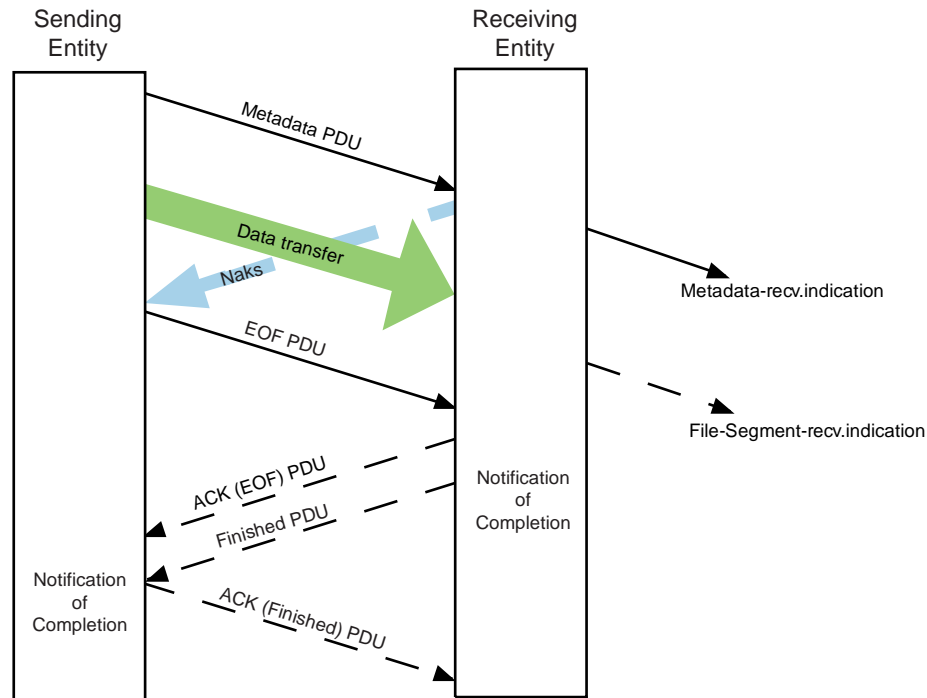 Sending
Entity
Receiving
Entity
Metadata PDU
Data transfer
Naks
Metadata-recv.indication
EOF PDU
File-Segment-recv.indication
ACK (EOF) PDU
Finished PDU
Notification
of
Completion
Notification
of
Completion
ACK (Finished) PDU